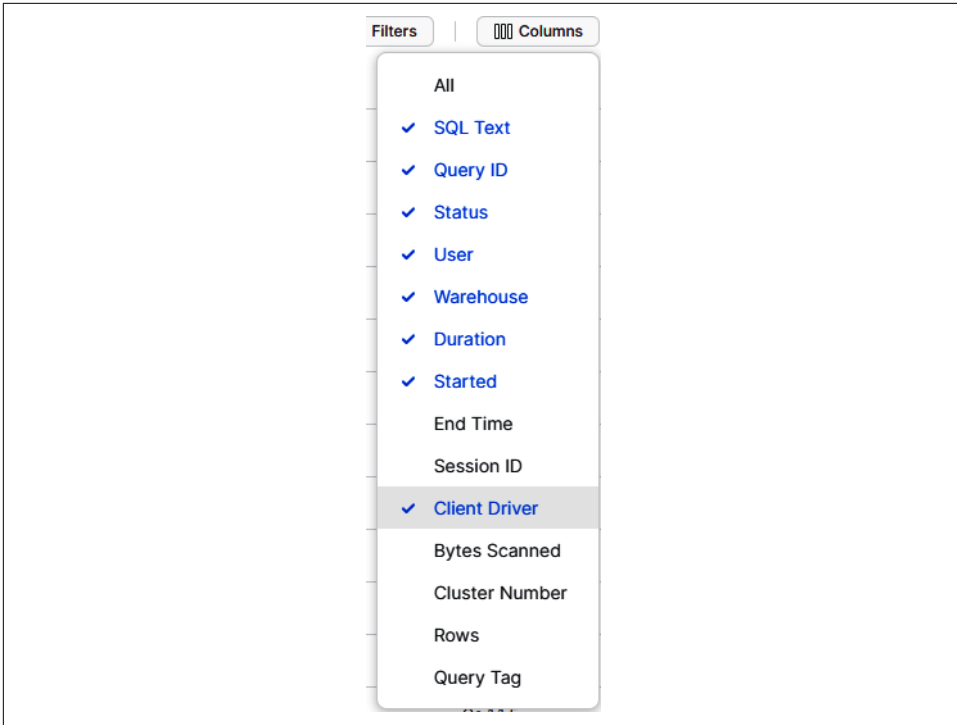 Filters
Columns
All
SQL Text
Query ID
Status
User
Warehouse
Duration
Started
End Time
Session ID
Client Driver
Bytes Scanned
Cluster Number
Rows
Query Tag